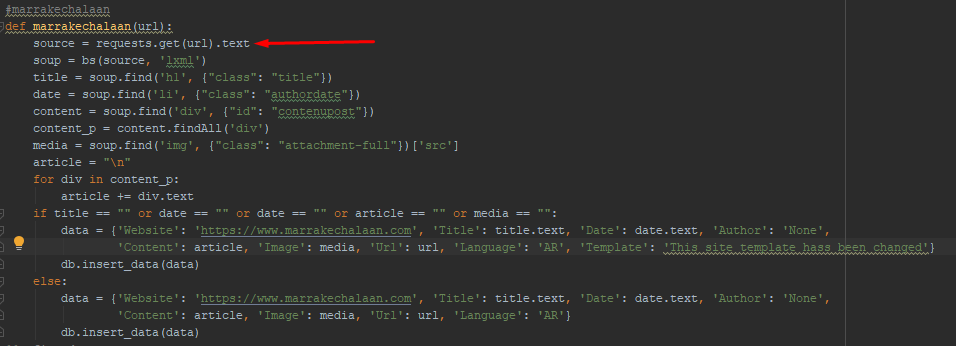 #marrakechalaan
def marrakechalaan(url):
source = requests.get(url).text
soup = bs(source, 'lxml')
title = soup.find('h1', {"class": "title"})
date = soup.find('li', {"class": "authordate"})
content = soup.find('div', {"id": "contenupost"})
content_p = content.findAll('div')
media = soup.find('img', {"class": "attachment-full"})['src']
article = "\n"
for div in content_p:
article += div.text
if title == "" or date == "" or date == "" or article == "" or media == "":
data = {'Website': 'https://www.marrakechalaan.com', 'Title': title.text, 'Date': date.text, 'Author': 'None',
'Content': article, 'Image': media, 'Url': url, 'Language': 'AR', 'Template': 'This site template hass been changed'}
db.insert_data(data)
else:
data = {'Website': 'https://www.marrakechalaan.com', 'Title': title.text, 'Date': date.text, 'Author': 'None',
'Content': article, 'Image': media, 'Url': url, 'Language': 'AR'}
db.insert_data(data)